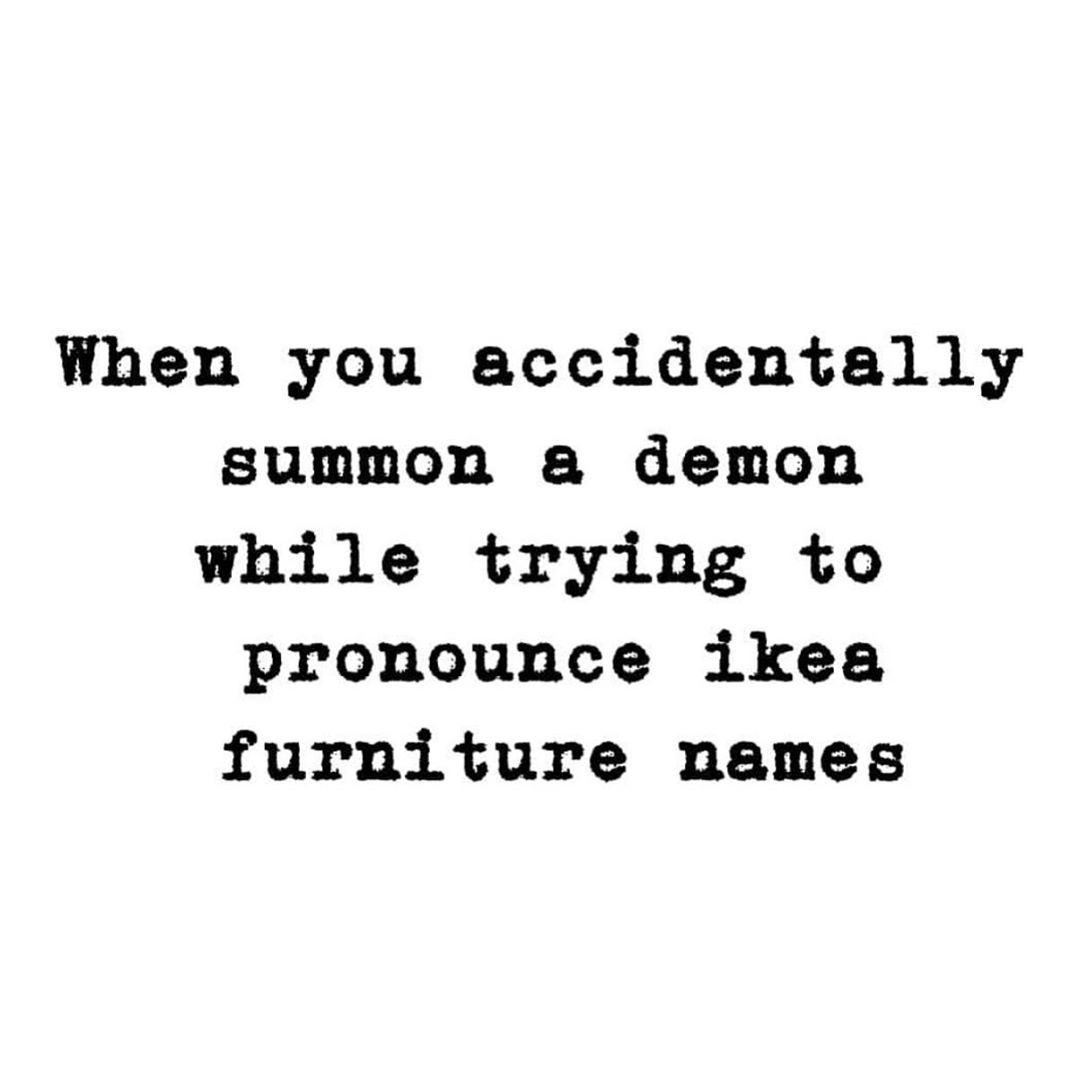 When you accidentally
summon a demon
while trying to
pronounce ikea
furniture names